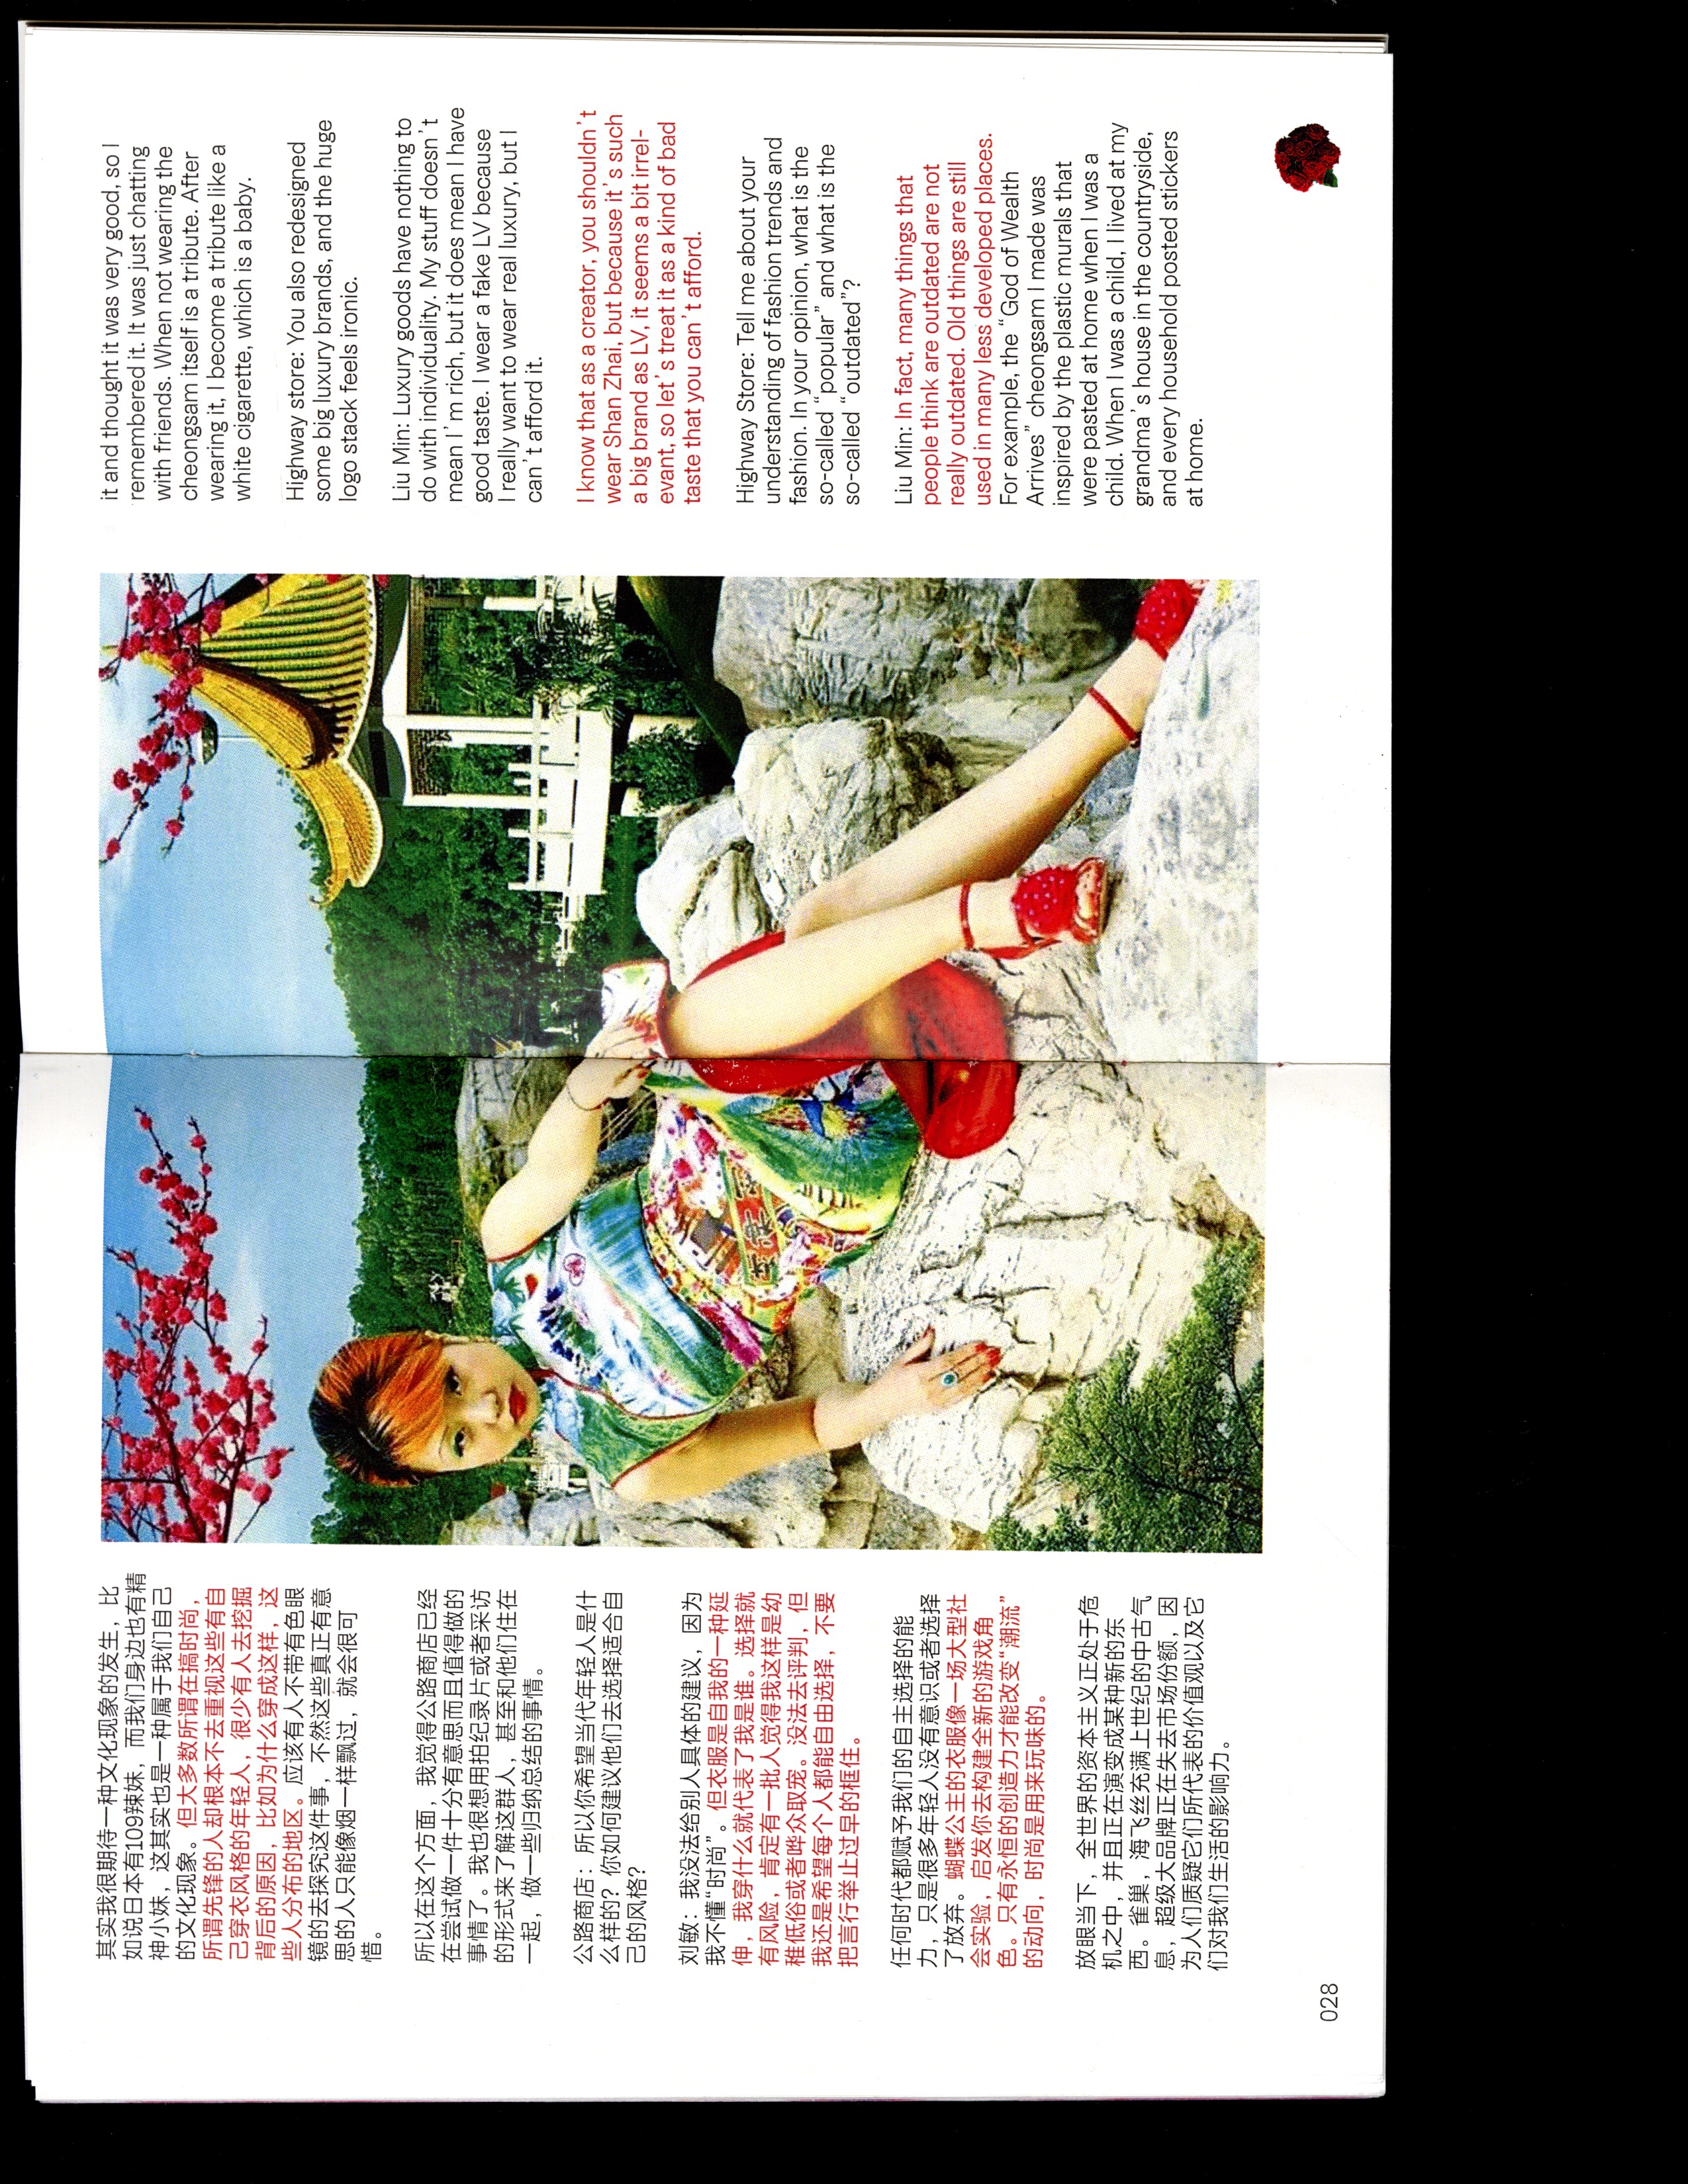 其实我很期待一种文化现象的发生，比
如说日本有109辣妹，而我们身边也有精
神小妹，这其实也是一种属于我们自己
的文化现象。但大多数所谓在搞时尚，
所谓先锋的人却根本不去重视这些有自
己穿衣风格的年轻人，很少有人去挖掘
背后的原因，比如为什么穿成这样，这
些人分布的地区。应该有人不带有色眼
镜的去探究这件事，不然这些真正有意
思的人只能像烟一样飘过，就会很可
惜。
所以在这个方面，我觉得公路商店已经
在尝试做一件十分有意思而且值得做的
事情了。我也很想用拍纪录片或者采访
的形式来了解这群人，甚至和他们住在
一起，做一些归纳总结的事情。
公路商店：所以你希望当代年轻人是什
么样的？你如何建议他们去选择适合自
己的风格？
刘敏：我没法给别人具体的建议，因为
我不懂“时尚”。但衣服是自我的一种延
伸，我穿什么就代表了我是谁。选择就
有风险，肯定有一批人觉得我这样是幼
稚低俗或者哗众取宠。没法去评判，但
我还是希望每个人都能自由选择，不要
把言行举止过早的框住。
任何时代都赋予我们的自主选择的能
力，只是很多年轻人没有意识或者选择
了放弃。蝴蝶公主的衣服像一场大型社
会实验，启发你去构建全新的游戏角
色。只有永恒的创造力才能改变“潮流”
的动向，时尚是用来玩味的。
放眼当下，全世界的资本主义正处于危
机之中，并且正在演变成某种新的东
西。雀巢，海飞丝充满上世纪的中古气
息，超级大品牌正在失去市场份额，因
为人们质疑它们所代表的价值观以及它
们对我们生活的影响力。
028
it and thought it was very good, so I
remembered it. It was just chatting
with friends. When not wearing the
cheongsam itself is a tribute. After
wearing it, I become a tribute like a
white cigarette, which is a baby.
Highway store: You also redesigned
some big luxury brands, and the huge
logo stack feels ironic.
Liu Min: Luxury goods have nothing to
do with individuality. My stuff doesn't
mean I'm rich, but it does mean I have
good taste. I wear a fake LV because
I really want to wear real luxury, but I
can't afford it.
I know that as a creator, you shouldn't
wear Shan Zhai, but because it's such
a big brand as LV, it seems a bit irrel-
evant, so let's treat it as a kind of bad
taste that you can't afford.
Highway Store: Tell me about your
understanding of fashion trends and
fashion. In your opinion, what is the
so-called “popular” and what is the
so-called “outdated”?
Liu Min: In fact, many things that
people think are outdated are not
really outdated. Old things are still
used in many less developed places.
For example, the “God of Wealth
Arrives” cheongsam I made was
inspired by the plastic murals that
were pasted at home when I was a
child. When I was a child, I lived at my
grandma's house in the countryside,
and every household posted stickers
at home.